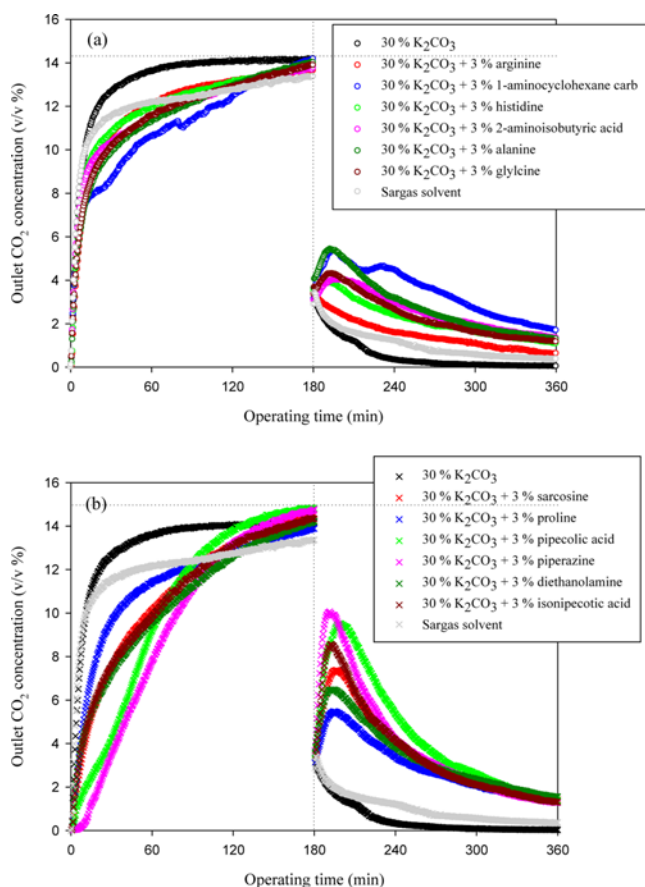 (a)
30 % K2CO3
30 % K2CO3 + 3 % arginine
30 % K2CO3 + 3 % 1-aminocyclohexane carb
30 % K2CO3 + 3 % histidine
30 % K2CO3 + 3 % 2-aminoisobutyric acid
30 % K2CO3 + 3 % alanine
30 % K2CO3 + 3 % glylcine
Sargas solvent
Outlet CO2 concentration (v/v %)
16
14
12
10
8
6
4
2
0
0 60 120 180 240 300 360
Operating time (min)
(b)
30 % K2CO3
30 % K2CO3 + 3 % sarcosine
30 % K2CO3 + 3 % proline
30 % K2CO3 + 3 % pipecolic acid
30 % K2CO3 + 3 % piperazine
30 % K2CO3 + 3 % diethanolamine
30 % K2CO3 + 3 % isonipecotic acid
Sargas solvent
Outlet CO2 concentration (v/v %)
16
14
12
10
8
6
4
2
0
0 60 120 180 240 300 360
Operating time (min)